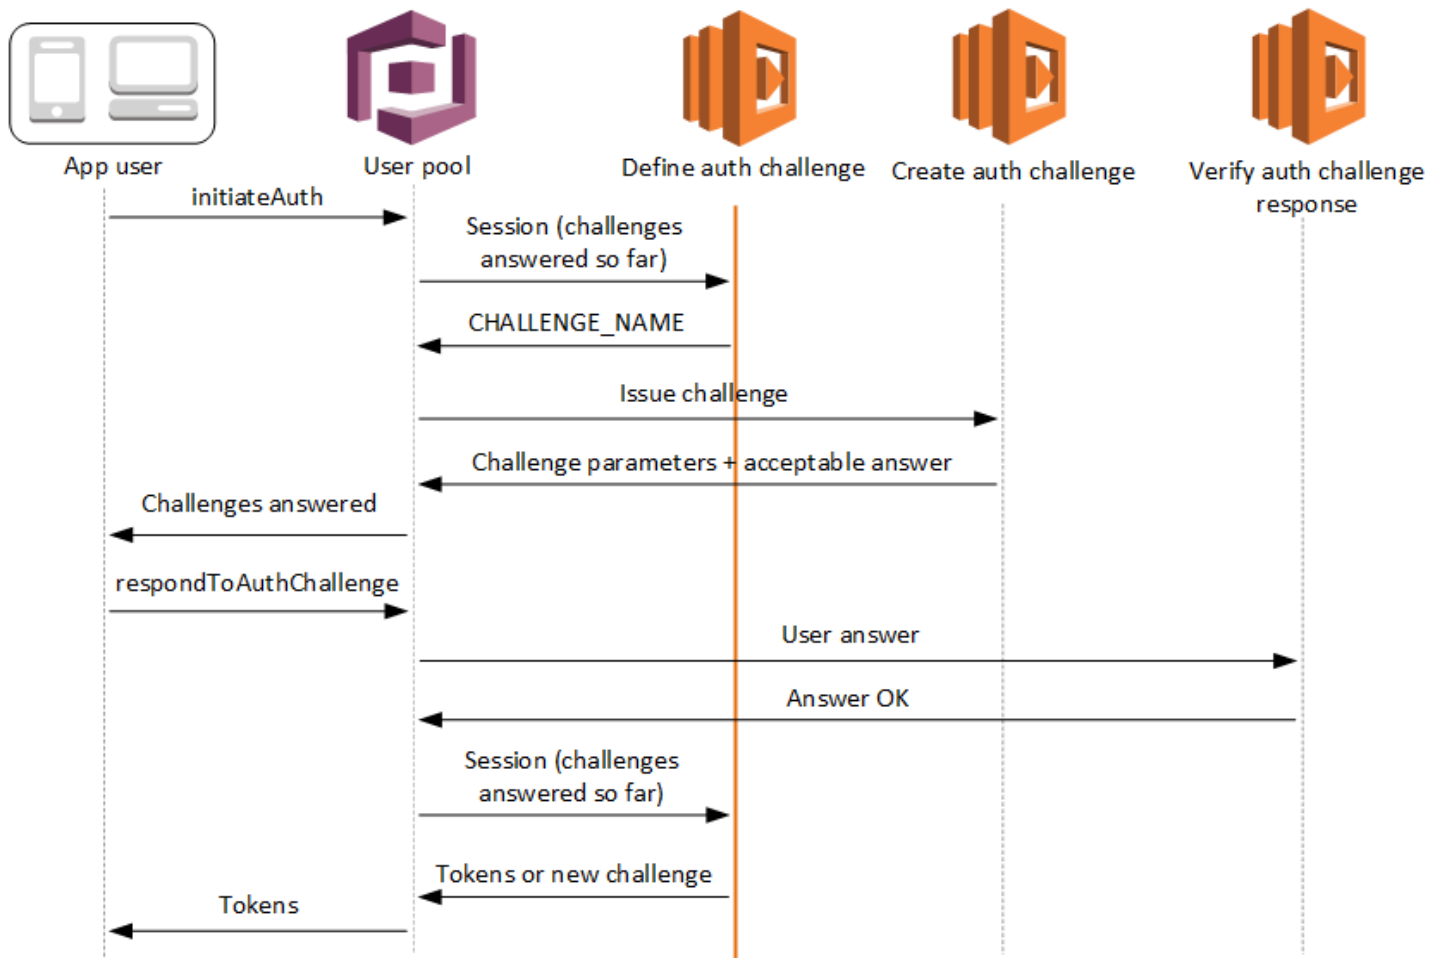 App user
User pool
Define auth challenge
Create auth challenge
Verify auth challenge
response
initiateAuth
Session (challenges
answered so far)
CHALLENGE_NAME
Issue challenge
Challenge parameters + acceptable answer
Challenges answered
respondToAuthChallenge
User answer
Answer OK
Session (challenges
answered so far)
Tokens or new challenge
Tokens